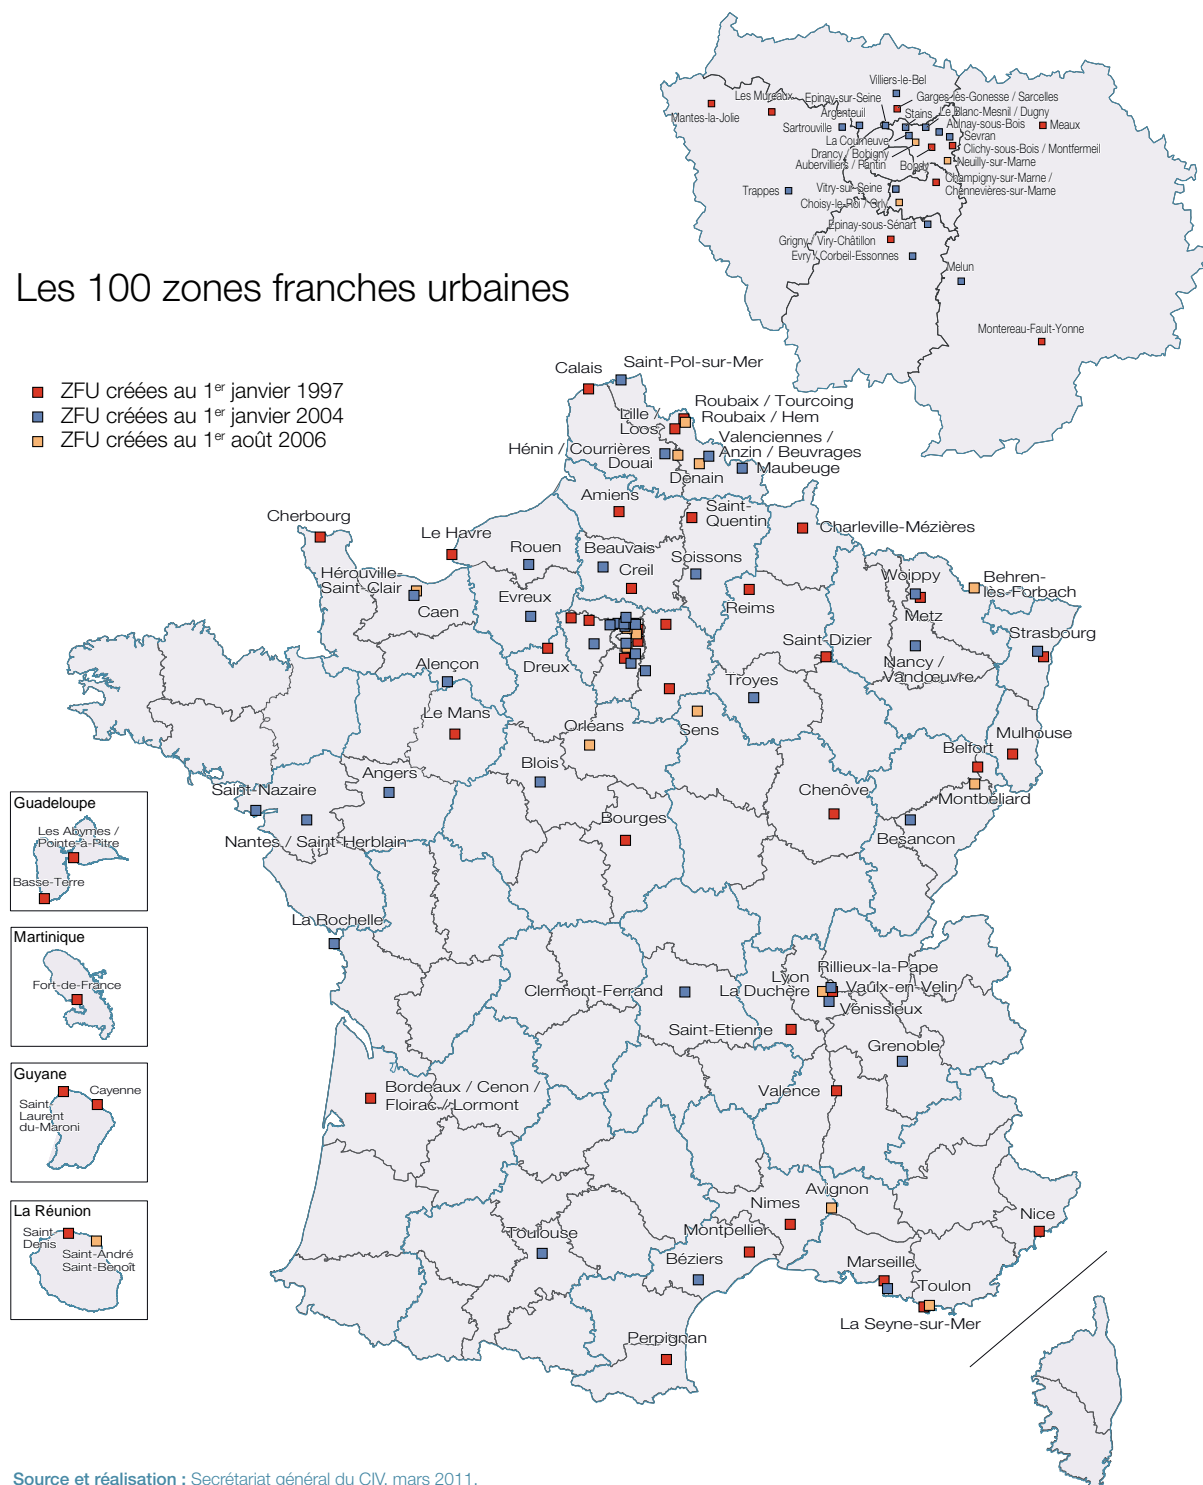 Villiers-le-Bel
Les Mureaux
Epinay-sur-Seine
Garges-lès-Gonesse / Sarcelles
Mantes-la-Jolie
Argenteuil
Stains
Le Blanc-Mesnil / Dugny
Sartrouville
Aulnay-sous-Bois
Meaux
La Courneuve
Sevran
Drancy / Bobigny
Clichy-sous-Bois / Montfermeil
Aubervilliers / Pantin
Bondy
Neuilly-sur-Marne
Trappes
Vitry-sur-Seine
Champigny-sur-Marne /
Chennevières-sur-Marne
Choisy-le-Roi / Orly
Epinay-sous-Sénart
Grigny / Viry-Châtillon
Evry / Corbeil-Essonnes
Melun
Montereau-Fault-Yonne
Les 100 zones franches urbaines
ZFU créées au 1er janvier 1997
ZFU créées au 1er janvier 2004
ZFU créées au 1er août 2006
Calais
Saint-Pol-sur-Mer
Lille /
Loos
Roubaix / Tourcoing
Roubaix / Hem
Hénin / Courrières
Douai
Valenciennes /
Anzin / Beuvrages
Denain
Maubeuge
Amiens
Saint-
Quentin
Charleville-Mézières
Cherbourg
Le Havre
Rouen
Beauvais
Creil
Soissons
Hérouville-
Saint-Clair
Caen
Evreux
Reims
Woippy
Metz
Behren-
lès-Forbach
Dreux
Saint-Dizier
Nancy /
Vandœuvre
Strasbourg
Alençon
Le Mans
Troyes
Orléans
Sens
Mulhouse
Belfort
Montbéliard
Saint-Nazaire
Angers
Blois
Chenôve
Nantes / Saint-Herblain
Bourges
Besançon
Guadeloupe
Les Abymes /
Pointe-à-Pitre
Basse-Terre
La Rochelle
Martinique
Fort-de-France
Clermont-Ferrand
Lyon
La Duchère
Rillieux-la-Pape
Vaulx-en-Velin
Vénissieux
Saint-Etienne
Grenoble
Guyane
Cayenne
Saint-
Laurent
du-Maroni
Bordeaux / Cenon /
Floirac / Lormont
Valence
La Réunion
Saint
Denis
Saint-André
Saint-Benoît
Avignon
Nimes
Nice
Toulouse
Montpellier
Béziers
Marseille
Toulon
La Seyne-sur-Mer
Perpignan
Source et réalisation : Secrétariat général du CIV, mars 2011.